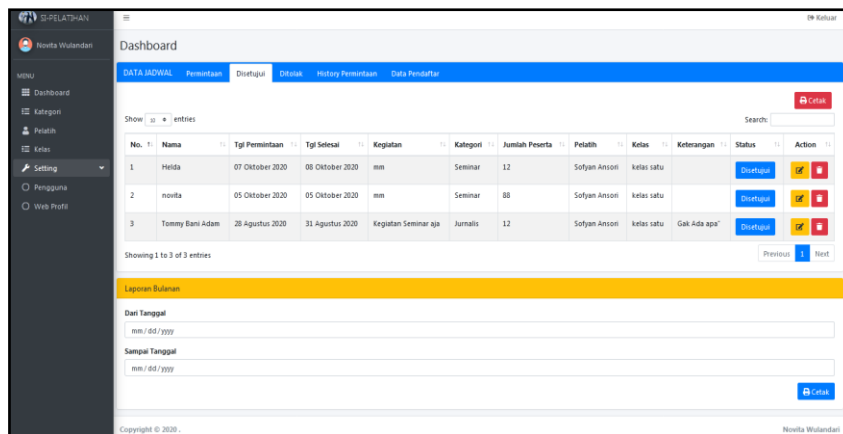 SI-PELATIHAN
Keluar
Novita Wulandari
Dashboard
MENU
Dashboard
Kategori
Pelatih
Kelas
Setting
Pengguna
Web Profil
DATA JADWAL Permintaan Disetujui Ditolak History Permintaan Data Pendaftar
Cetak
Show 10 entries Search:
No. Nama Tgl Permintaan Tgl Selesai Kegiatan Kategori Jumlah Peserta Pelatih Kelas Keterangan Status Action
1 Helda 07 Oktober 2020 08 Oktober 2020 mm Seminar 12 Sofyan Ansori kelas satu Disetujui
2 novita 05 Oktober 2020 05 Oktober 2020 mm Seminar 88 Sofyan Ansori kelas satu Disetujui
3 Tommy Bani Adam 28 Agustus 2020 31 Agustus 2020 Kegiatan Seminar aja Jurnalis 12 Sofyan Ansori kelas satu Gak Ada apa" Disetujui
Showing 1 to 3 of 3 entries Previous 1 Next
Laporan Bulanan
Dari Tanggal
mm/dd/yyyy
Sampai Tanggal
mm/dd/yyyy
Cetak
Copyright © 2020 . Novita Wulandari